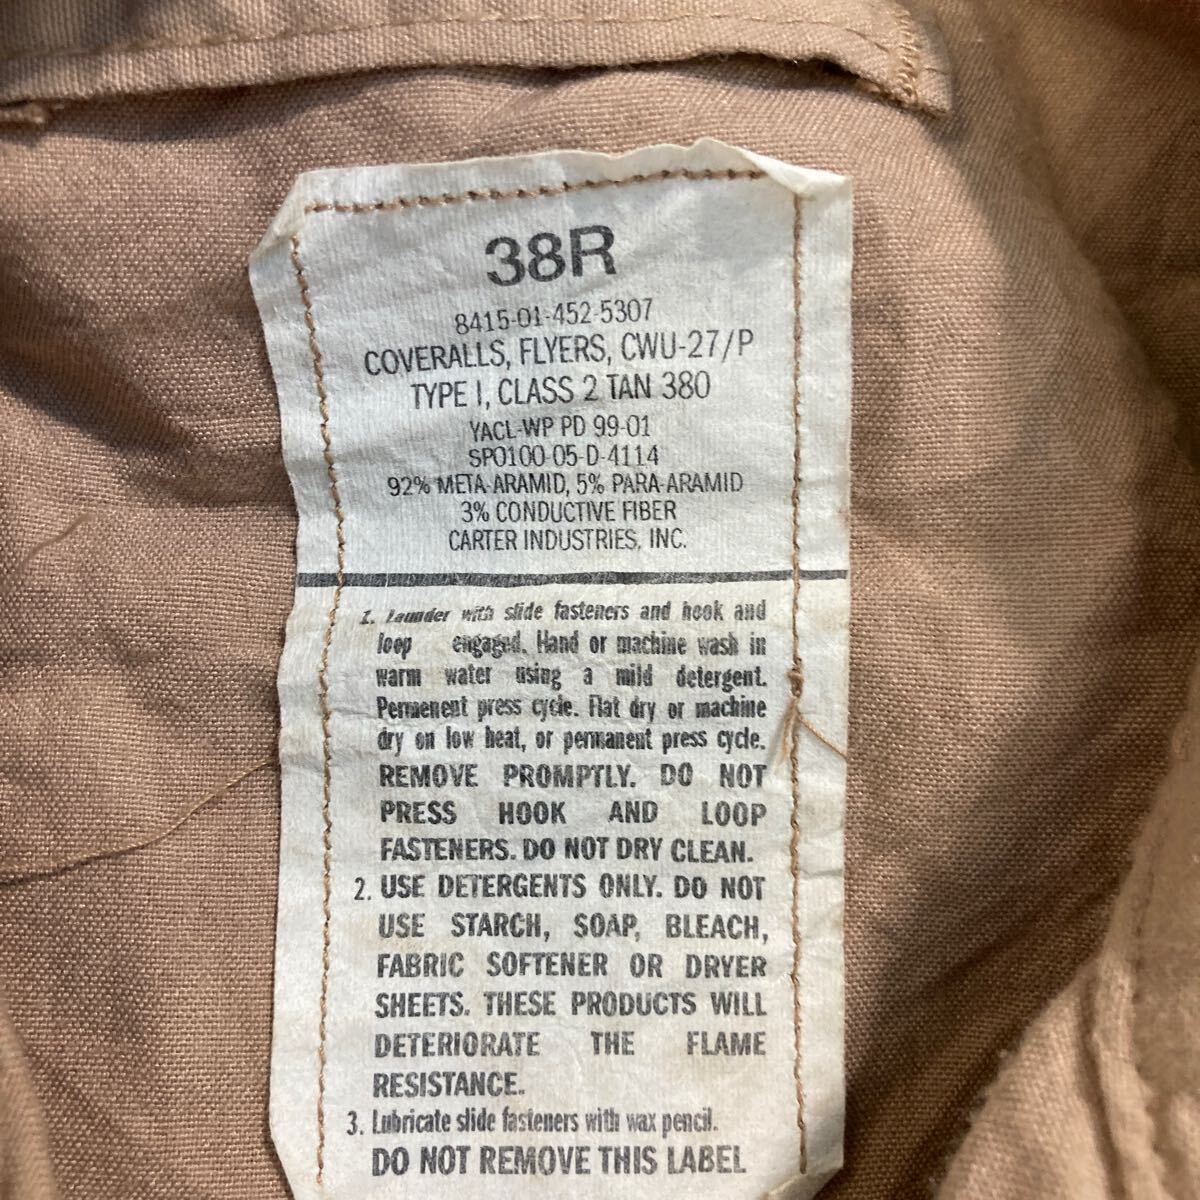 38R
8415-01-452-5307
COVERALLS, FLYERS, CWU-27/P
TYPE I, CLASS 2 TAN 380
YACL-WP PD 99-01
SPO100-05-D-4114
92% META-ARAMID, 5% PARA-ARAMID
3% CONDUCTIVE FIBER
CARTER INDUSTRIES, INC.
1. Launder with slide fasteners and hook and
loop engaged. Hand or machine wash in
warm water using a mild detergent.
Permenent press cycle. Flat dry or machine
dry on low heat, or permanent press cycle.
REMOVE PROMPTLY. DO NOT
PRESS HOOK AND LOOP
FASTENERS. DO NOT DRY CLEAN.
2. USE DETERGENTS ONLY. DO NOT
USE STARCH, SOAP, BLEACH,
FABRIC SOFTENER OR DRYER
SHEETS. THESE PRODUCTS WILL
DETERIORATE THE FLAME
RESISTANCE.
3. Lubricate slide fasteners with wax pencil.
DO NOT REMOVE THIS LABEL